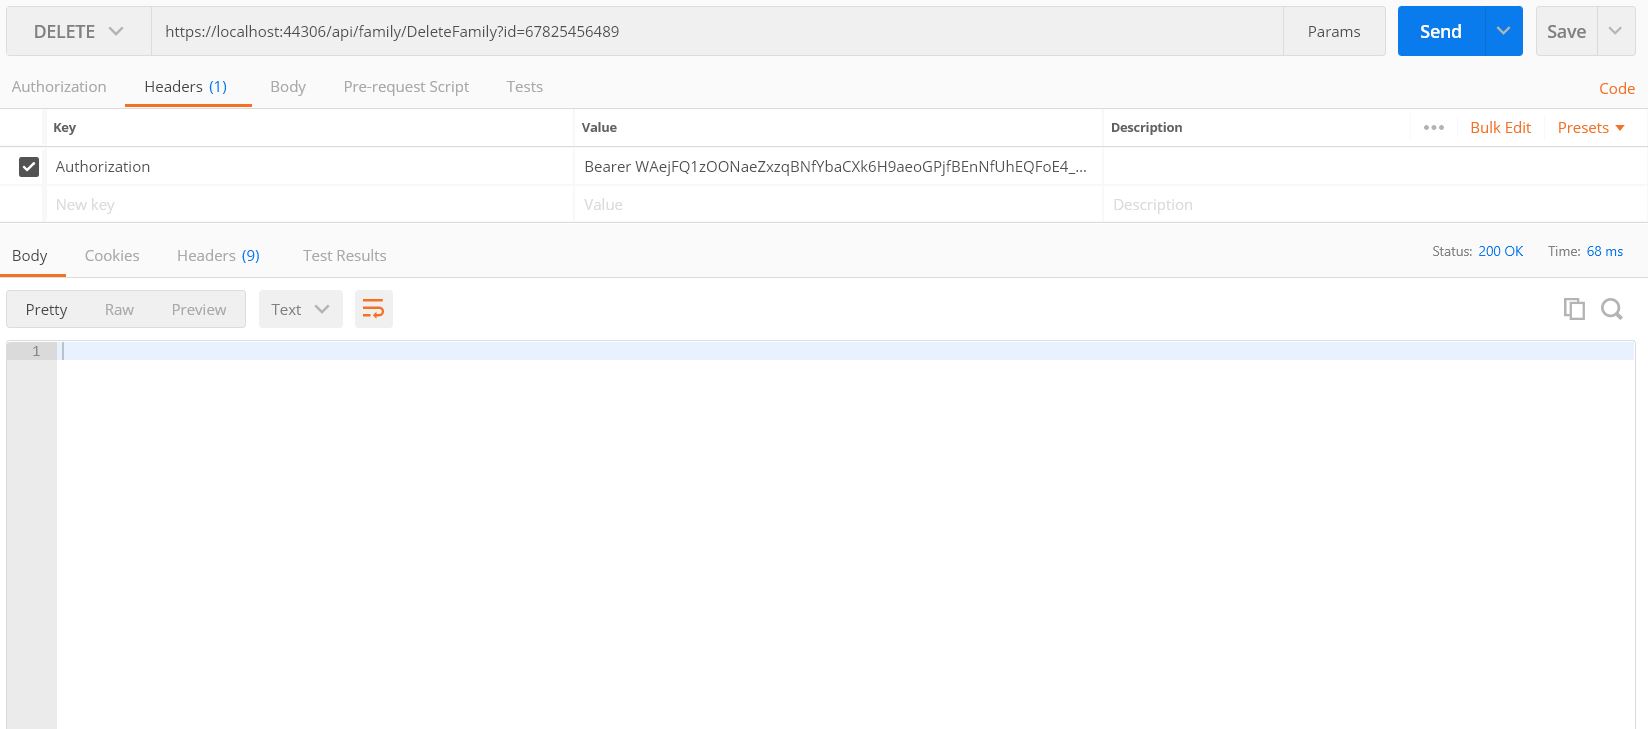 DELETE https://localhost:44306/api/family/DeleteFamily?id=67825456489 Params Send Save
Authorization Headers (1) Body Pre-request Script Tests Code
Key Value Description ••• Bulk Edit Presets
Authorization Bearer WAejFQ1zOONaeZxzqBNfYbaCXk6H9aeoGPjfBEnNfUhEQFoE4_...
New key Value Description
Body Cookies Headers (9) Test Results Status: 200 OK Time: 68 ms
Pretty Raw Preview Text
1